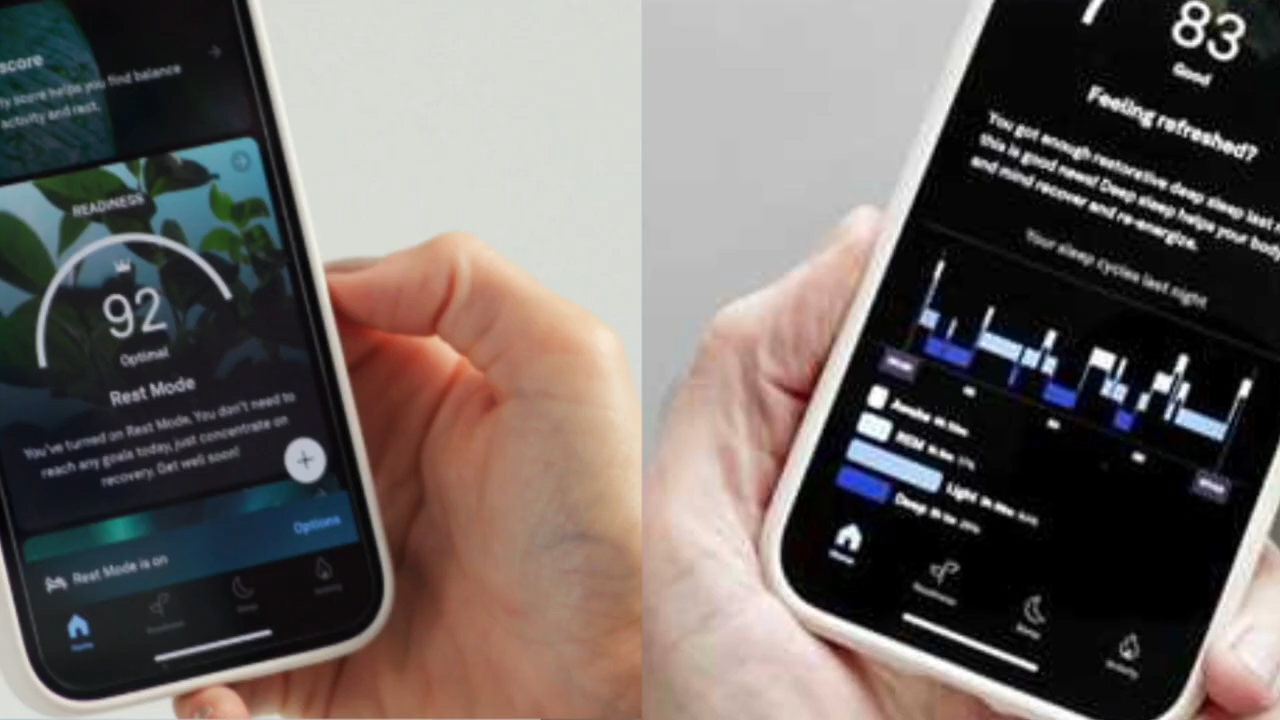 score
y score helps you find balance
activity and rest.
READINESS
92
Optimal
Rest Mode
You've turned on Rest Mode. You don't need to
reach any goals today, just concentrate on
recovery. Get well soon!
Options
Rest Mode is on
83
Good
Feeling refreshed?
You got enough restorative deep sleep last
this is good news! Deep sleep helps your body
and mind recover and re-energize.
Your sleep cycles last night
Awake
REM
Light
Deep